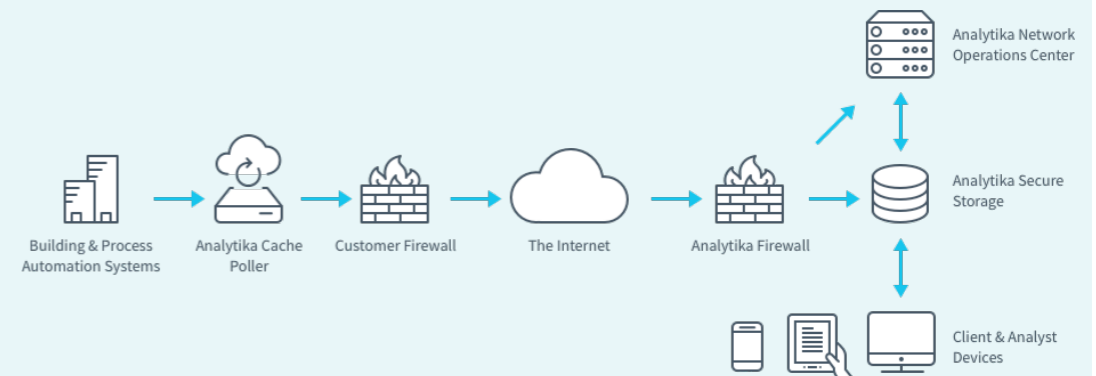 Analytika Network
Operations Center
Analytika Secure
Storage
Building & Process
Automation Systems
Analytika Cache
Poller
Customer Firewall
The Internet
Analytika Firewall
Client & Analyst
Devices